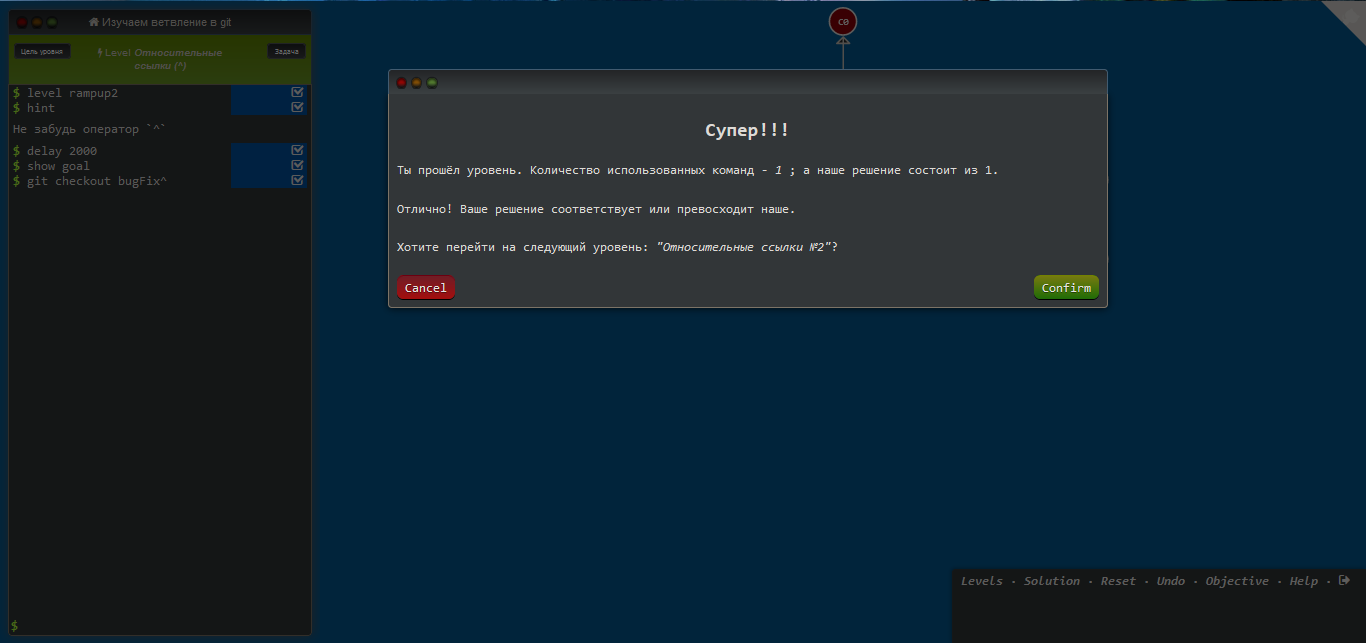 Изучаем ветвление в git
Цель уровня
Level Относительные
ссылки (^)
Задача
$ level rampup2
$ hint
Не забудь оператор `^`
$ delay 2000
$ show goal
$ git checkout bugFix^
$
C0
Супер!!!
Ты прошёл уровень. Количество использованных команд - 1 ; а наше решение состоит из 1.
Отлично! Ваше решение соответствует или превосходит наше.
Хотите перейти на следующий уровень: "Относительные ссылки №2"?
Cancel
Confirm
Levels · Solution · Reset · Undo · Objective · Help ·